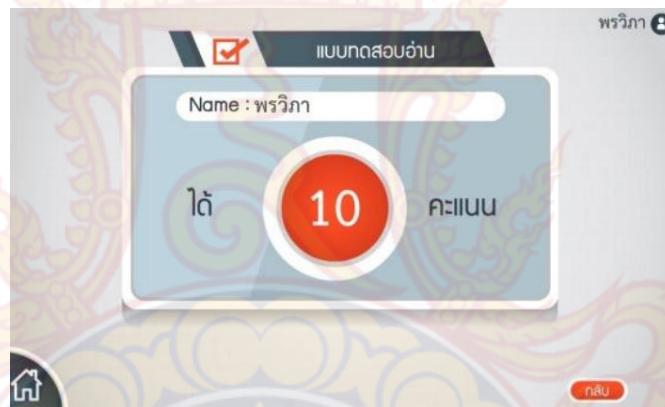 พรวิภา
แบบทดสอบอ่าน
Name : พรวิภา
ได้ 10 คะแนน
กลับ